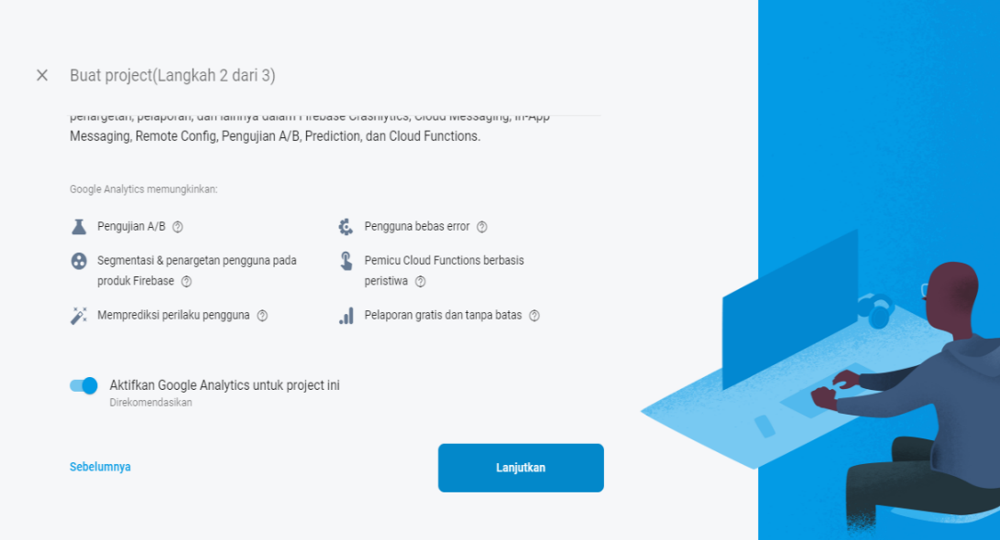 Buat project(Langkah 2 dari 3)
penargetan, pelaporan, dan lainnya dalam Firebase Crashlytics, Cloud Messaging, In-App
Messaging, Remote Config, Pengujian A/B, Prediction, dan Cloud Functions.
Google Analytics memungkinkan:
Pengujian A/B
Pengguna bebas error
Segmentasi & penargetan pengguna pada
produk Firebase
Pemicu Cloud Functions berbasis
peristiwa
Memprediksi perilaku pengguna
Pelaporan gratis dan tanpa batas
Aktifkan Google Analytics untuk project ini
Direkomendasikan
Sebelumnya
Lanjutkan